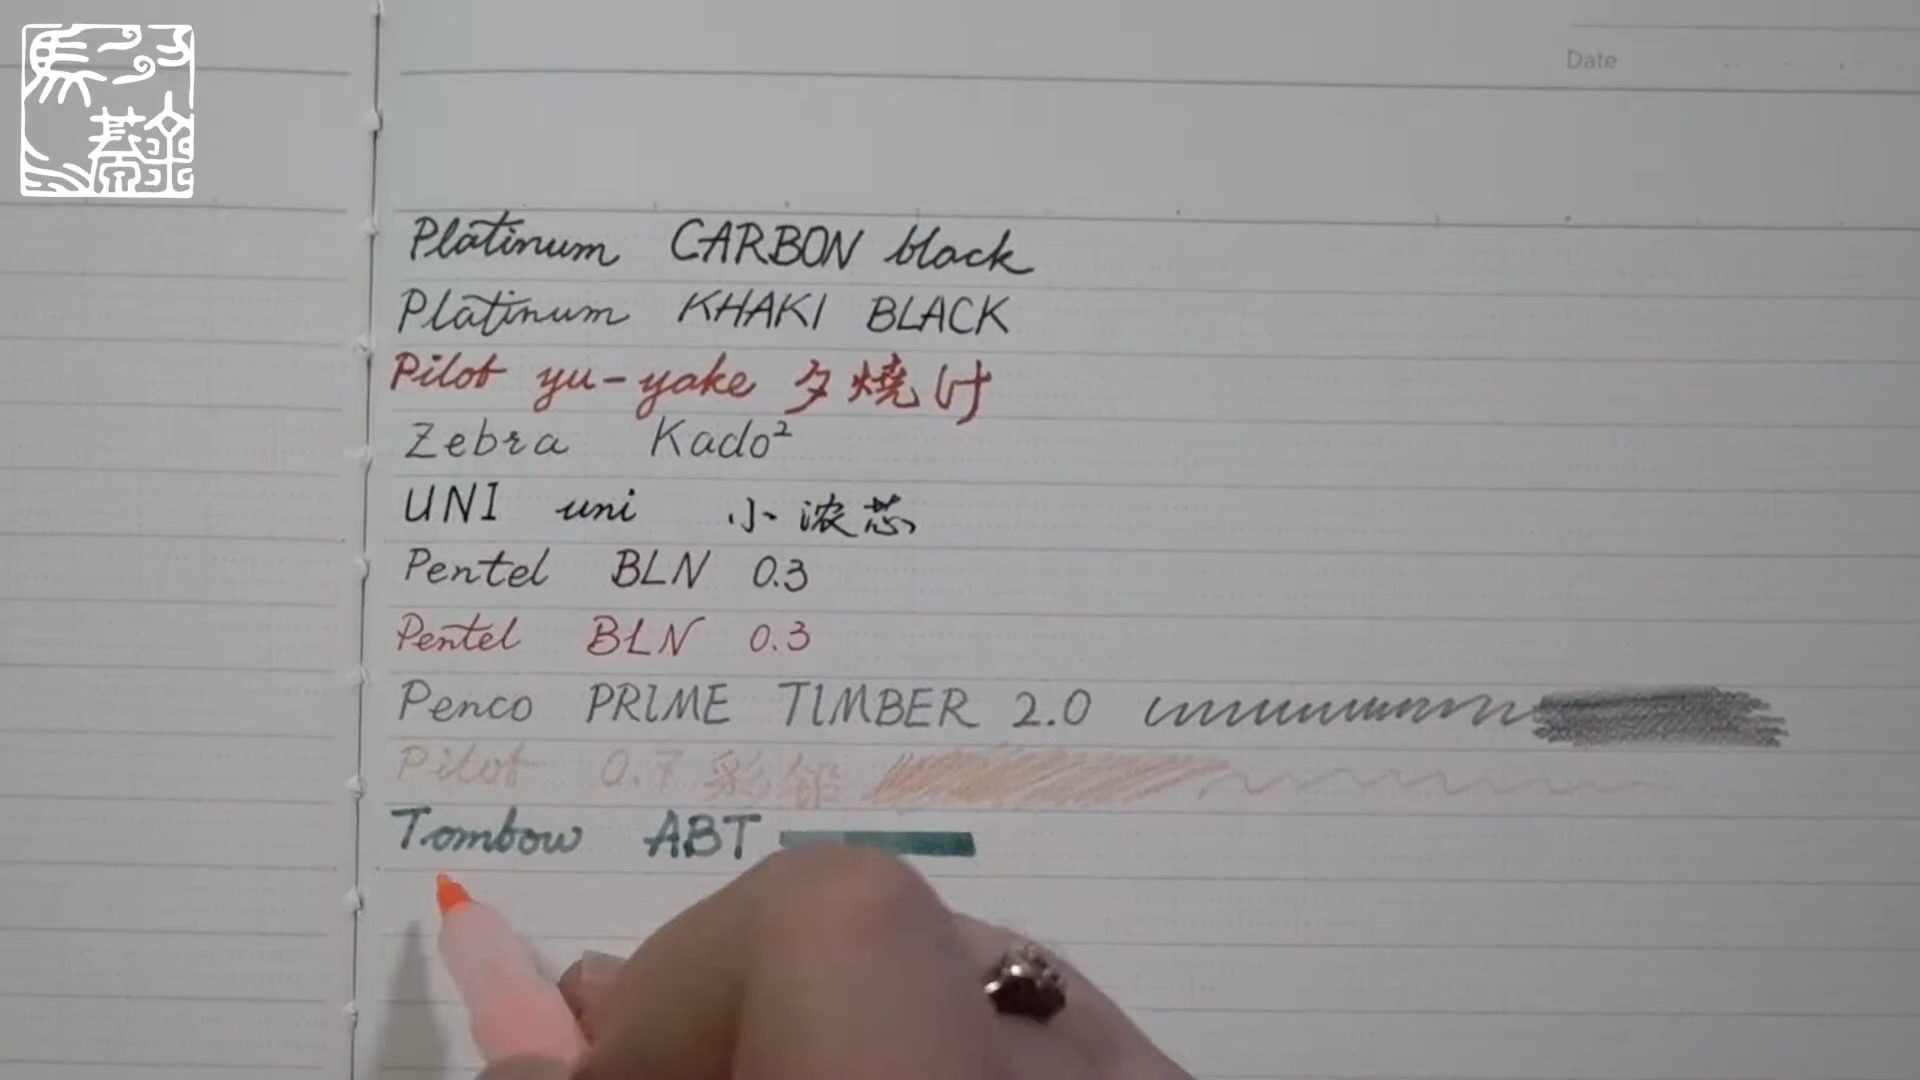 Date
Platinum CARBON black
Platinum KHAKI BLACK
Pilot yu-yake 夕焼け
Zebra Kado²
UNI uni 小浓芯
Pentel BLN 0.3
Pentel BLN 0.3
Penco PRIME TIMBER 2.0
Pilot 0.7 彩铅
Tombow ABT